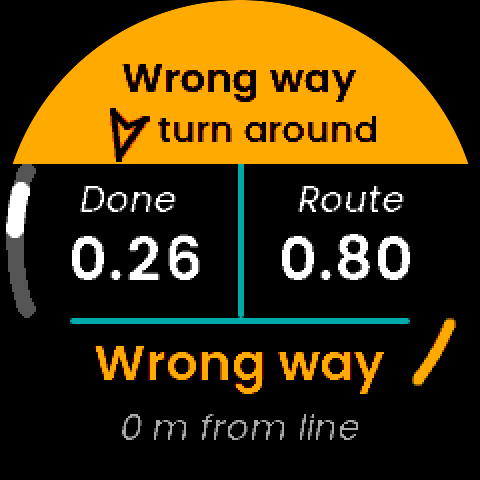 Wrong way
turn around
Done
Route
0.26
0.80
Wrong way
0 m from line